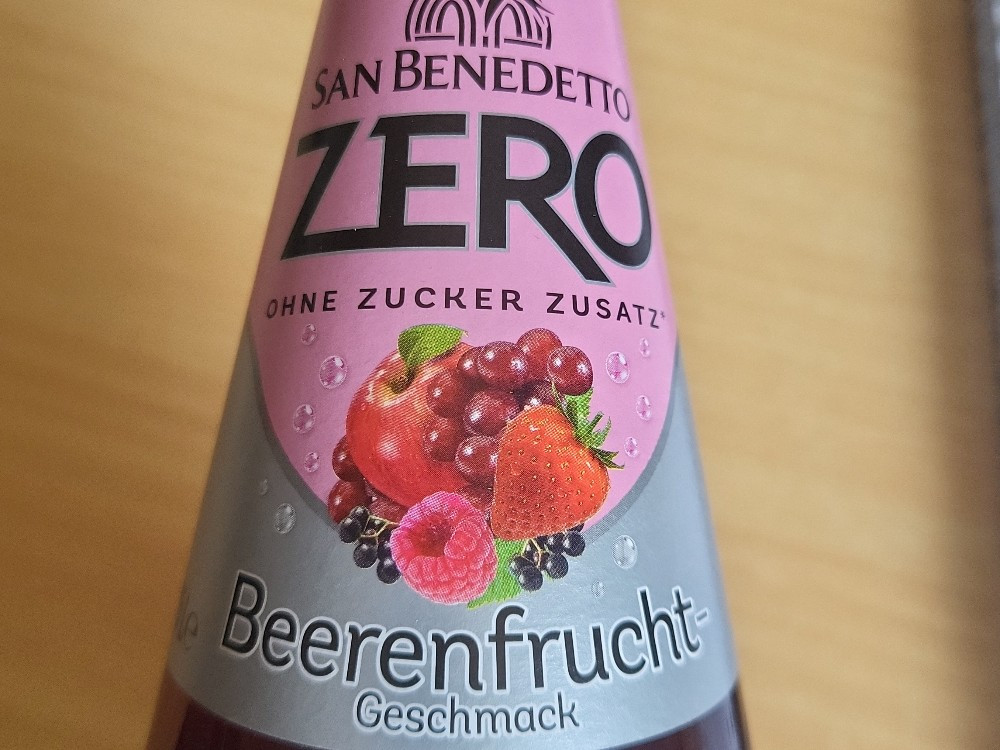 SAN BENEDETTO
ZERO
OHNE ZUCKER ZUSATZ*
Beerenfrucht-
Geschmack